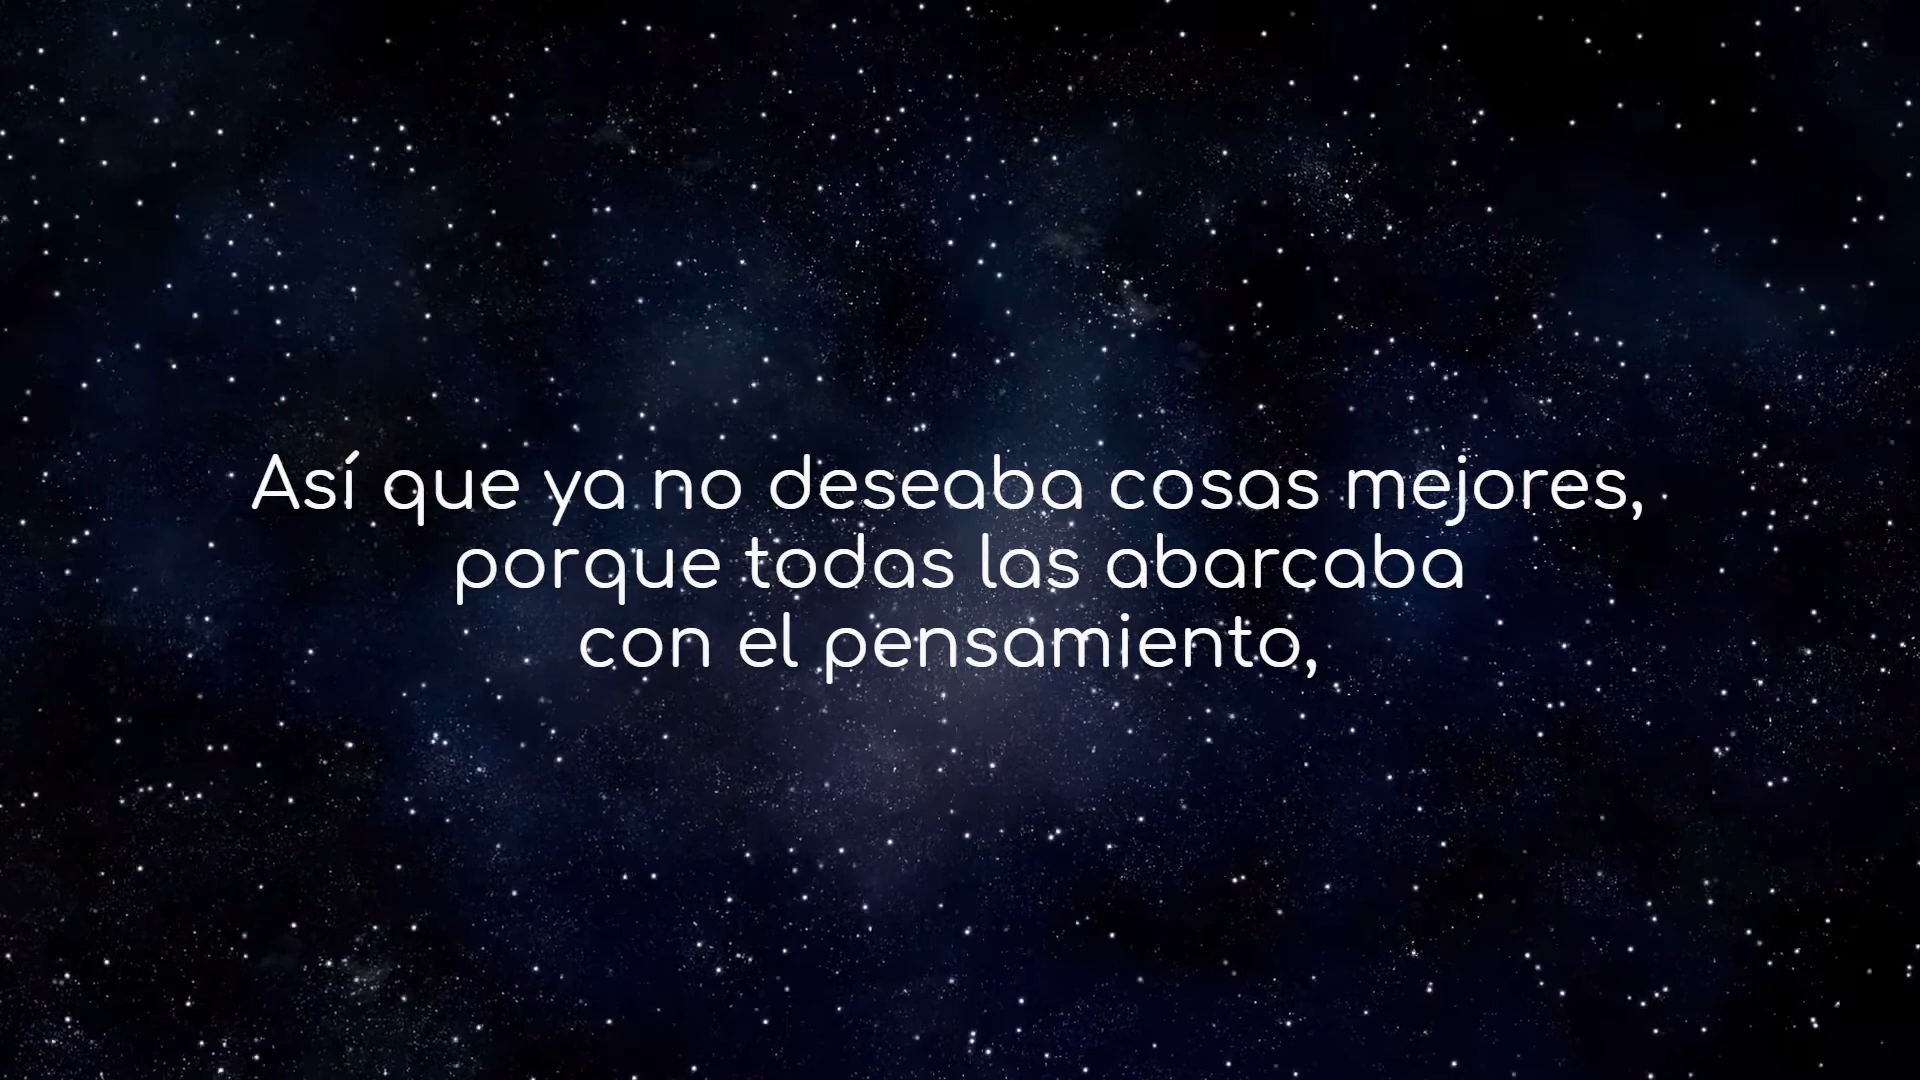 Así que ya no deseaba cosas mejores,
porque todas las abarcaba
con el pensamiento,